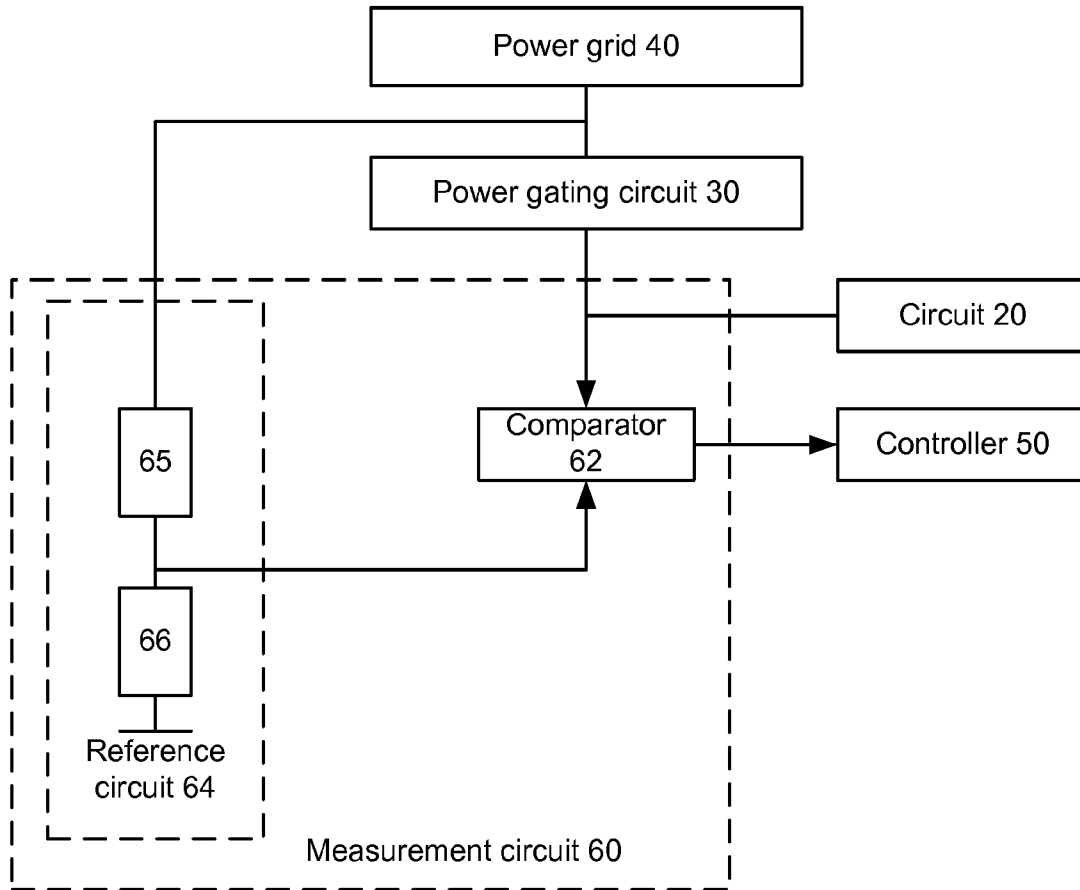 Power grid 40
Power gating circuit 30
Circuit 20
Comparator
62
Controller 50
65
66
Reference
circuit 64
Measurement circuit 60